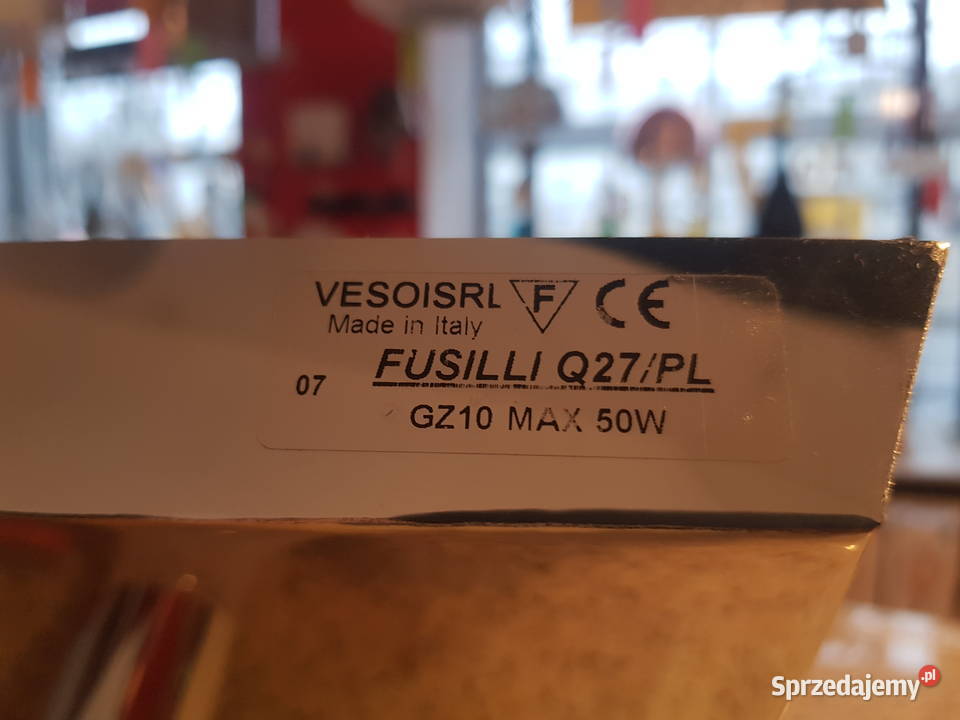 VESOISRL F CE
Made in Italy
FUSILLI Q27/PL
07
GZ10 MAX 50W
Sprzedajemy.pl